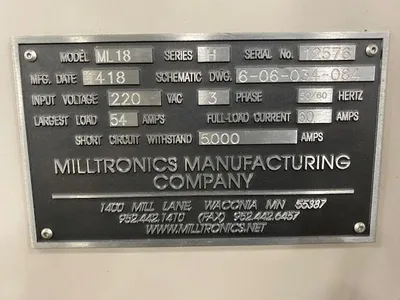 MODEL ML18 SERIES H SERIAL No. 12576
MFG. DATE 418 SCHEMATIC DWG. 6-06-034-084
INPUT VOLTAGE 220 VAC 3 PHASE 50/60 HERTZ
LARGEST LOAD 54 AMPS FULL-LOAD CURRENT 60 AMPS
SHORT CIRCUIT WITHSTAND 5,000 AMPS
MILLTRONICS MANUFACTURING
COMPANY
1400 MILL LANE, WACONIA MN 55387
952.442.1410 (FAX) 952.442.6457
WWW.MILLTRONICS.NET